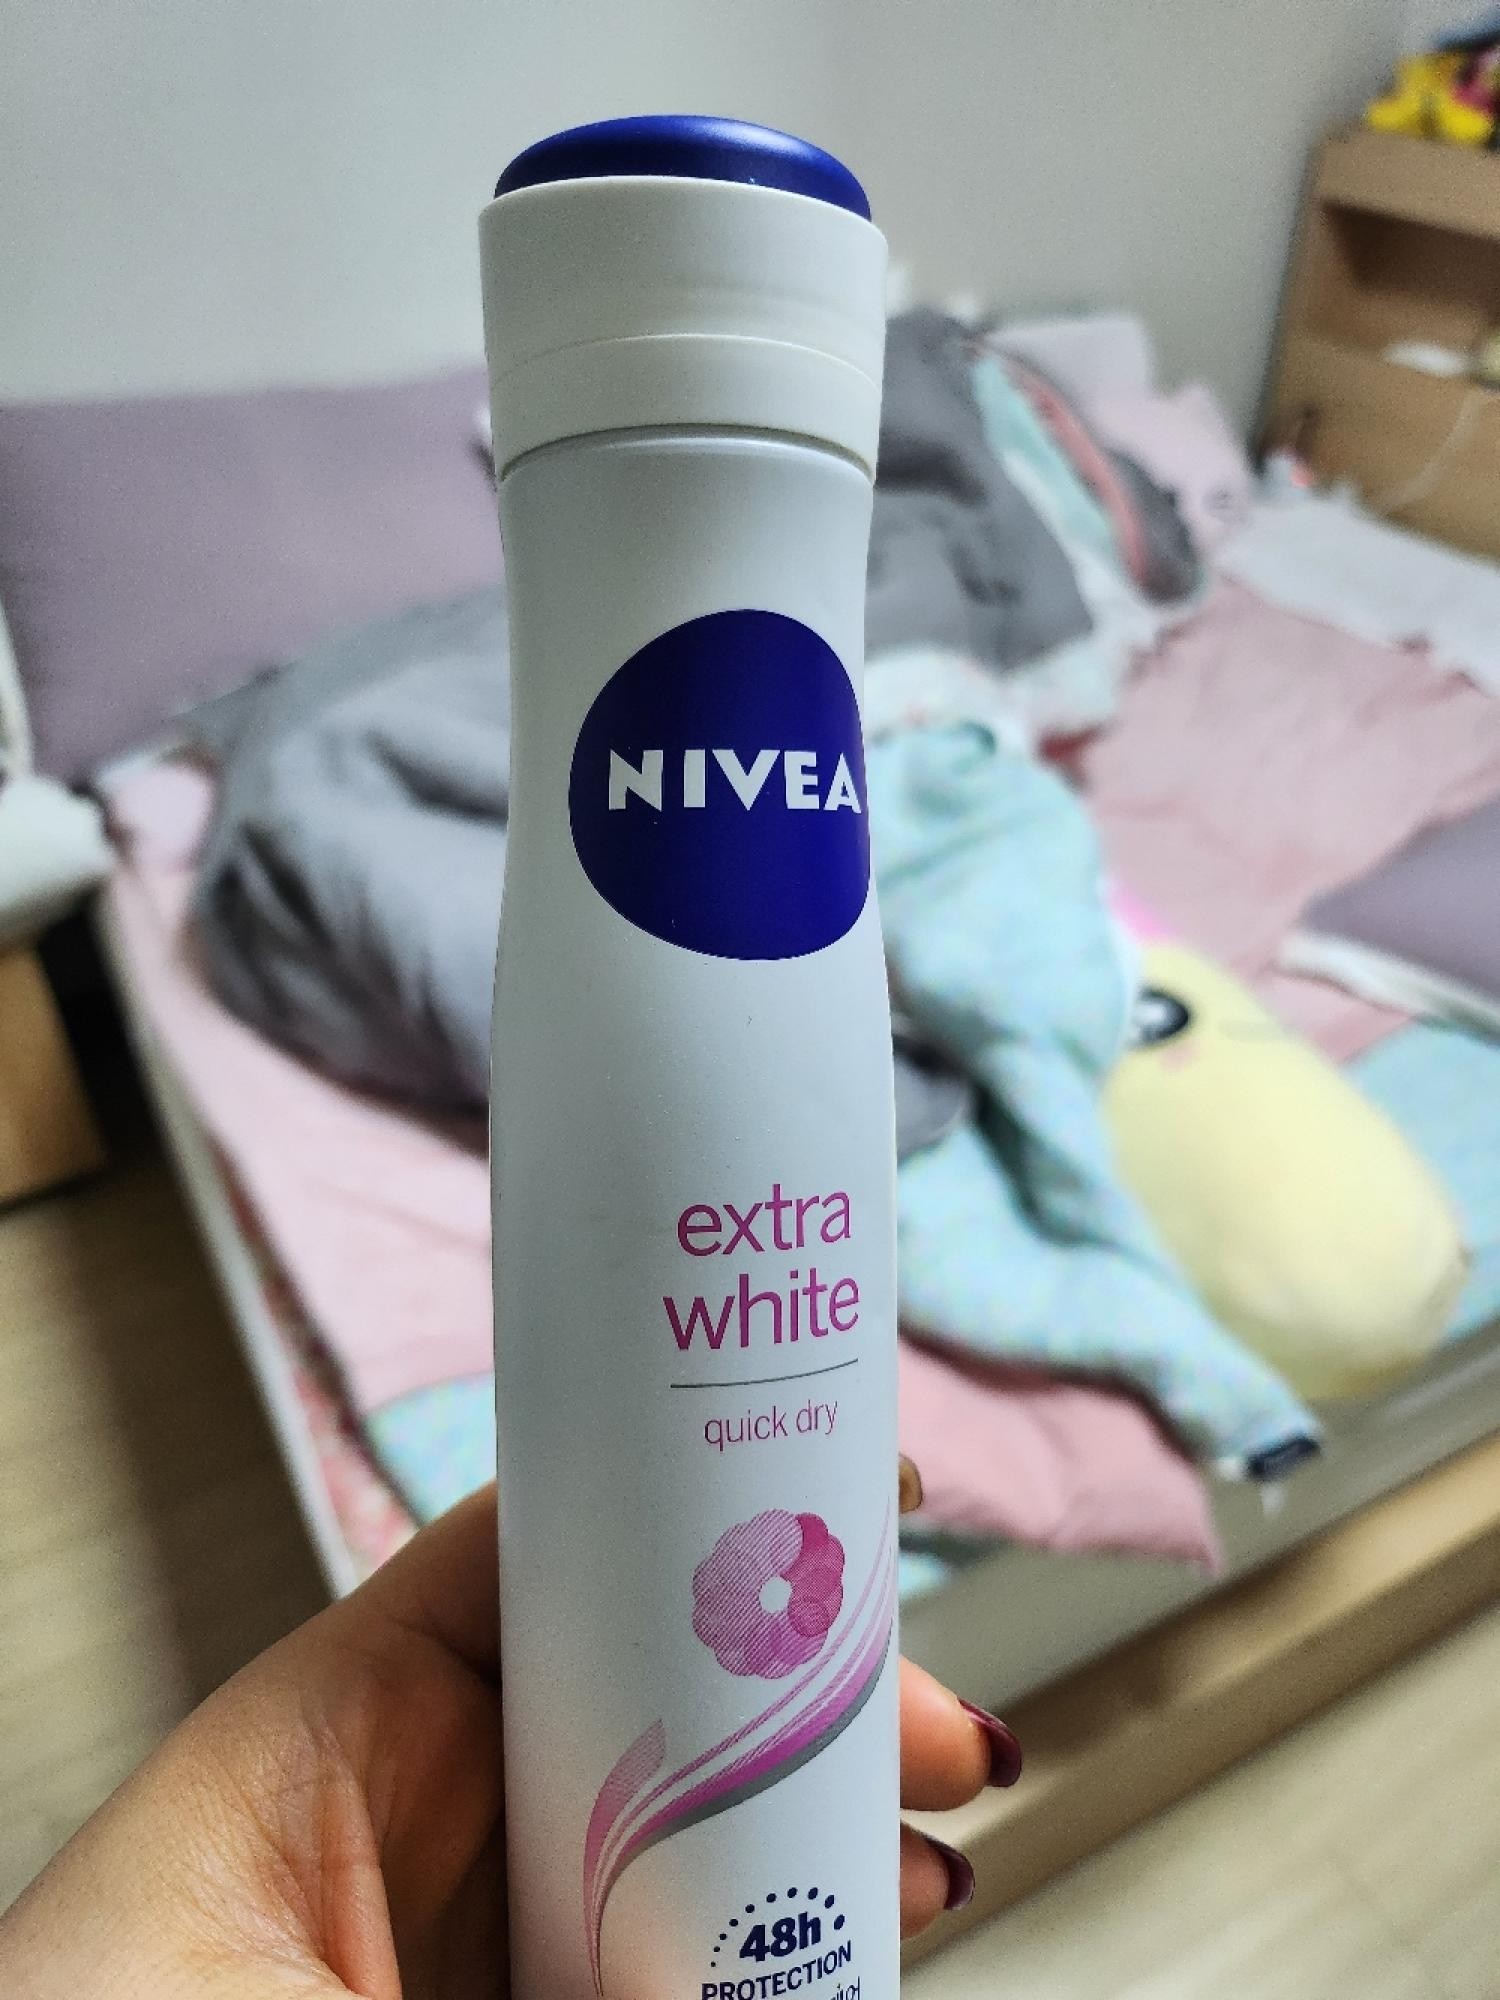 NIVEA
extra
white
quick dry
48h
PROTECTION